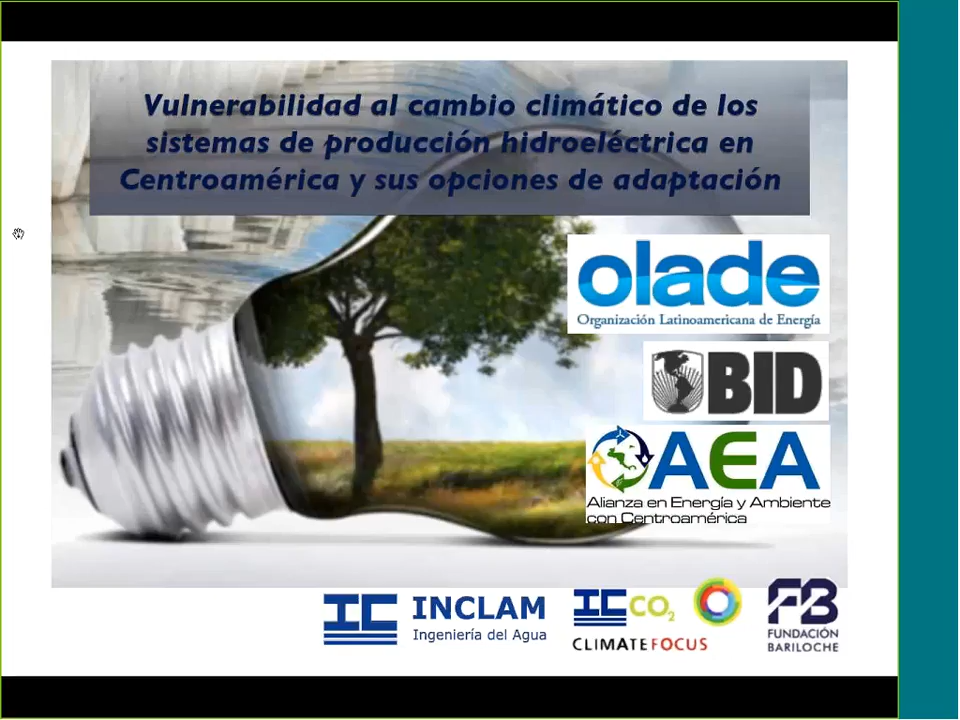 Vulnerabilidad al cambio climático de los
sistemas de producción hidroeléctrica en
Centroamérica y sus opciones de adaptación
olade
Organización Latinoamericana de Energía
BID
AEA
Alianza en Energía y Ambiente
con Centroamérica
IC INCLAM
Ingeniería del Agua
IC CO2
CLIMATEFOCUS
FB
FUNDACIÓN
BARILOCHE